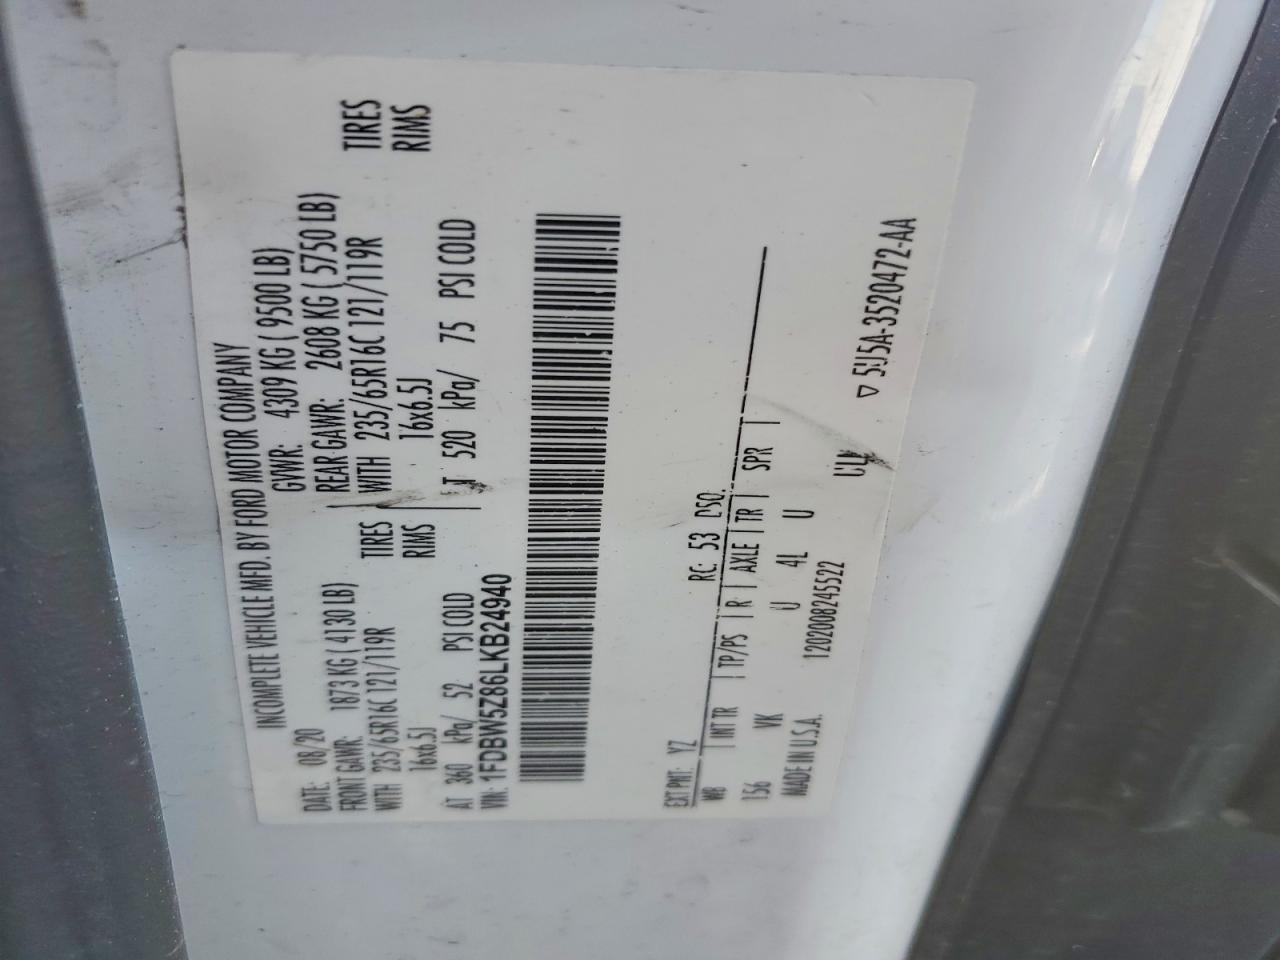 INCOMPLETE VEHICLE MFD. BY FORD MOTOR COMPANY
DATE: 08/20 GVWR: 4309 KG ( 9500 LB)
FRONT GAWR: 1873 KG ( 4130 LB) REAR GAWR: 2608 KG ( 5750 LB)
WITH 235/65R16C 121/119R TIRES WITH 235/65R16C 121/119R TIRES
16x6.5J RIMS 16x6.5J RIMS
AT 360 kPa/ 52 PSI COLD 520 kPa/ 75 PSI COLD
VIN: 1FDBW5Z86LKB24940
EXT PNT: YZ RC: 53 DSO:
WB INT TR TP/PS R AXLE TR SPR
156 VK U 4L U
MADE IN U.S.A. 120200B245522
▽ 5U5A-3520472-AA